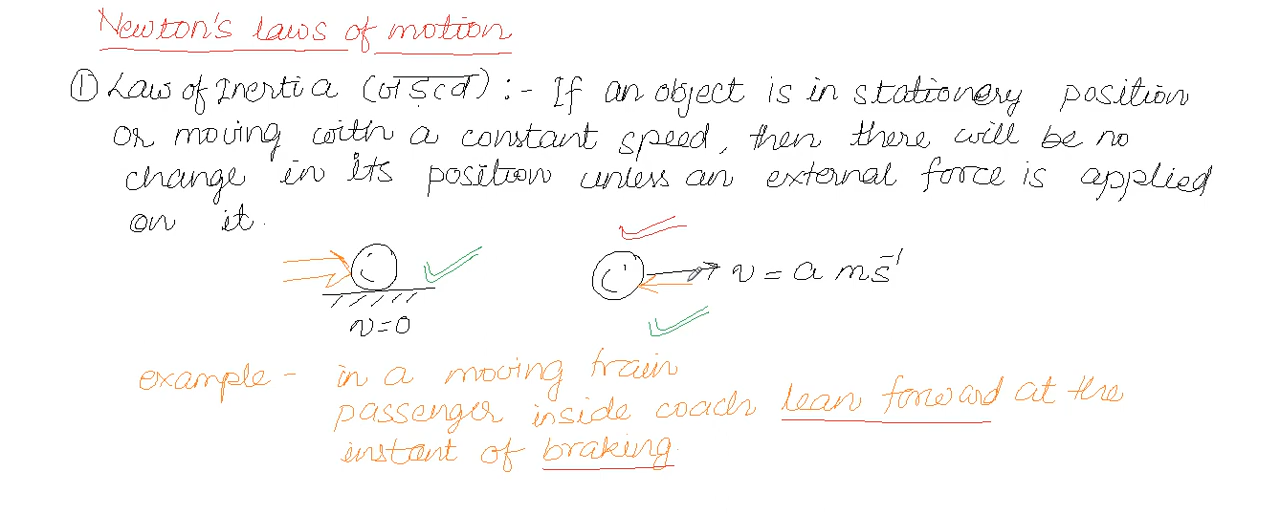 Newton's laws of motion
① Law of Inertia (जड़त्व) :- If an object is in stationery position
or moving with a constant speed, then there will be no
change in its position unless an external force is applied
on it.
v = a ms⁻¹
v=0
example - in a moving train
passenger inside coach lean forward at the
instant of braking